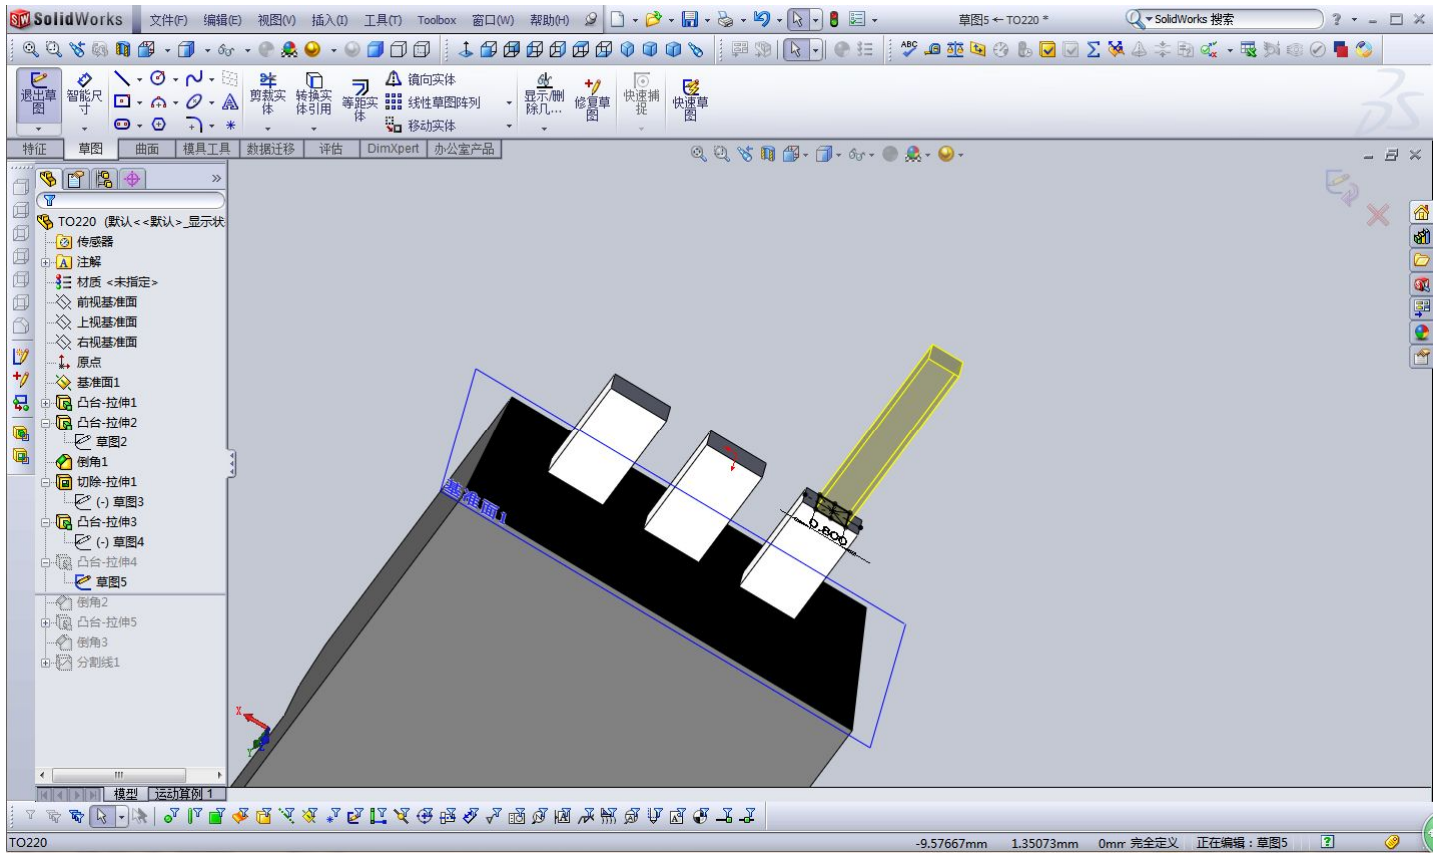 SolidWorks 文件(F) 编辑(E) 视图(V) 插入(I) 工具(T) Toolbox 窗口(W) 帮助(H) 草图5 ← TO220 * SolidWorks 搜索
退出草图 智能尺寸 剪裁实体 转换实体引用 等距实体 镜向实体 显示/删除几... 修复草图 快速捕捉 快速草图
线性草图阵列
移动实体
特征 草图 曲面 模具工具 数据迁移 评估 DimXpert 办公室产品
TO220 (默认<<默认>_显示状
传感器
注解
材质 <未指定>
前视基准面
上视基准面
右视基准面
原点
基准面1
凸台-拉伸1
凸台-拉伸2
草图2
倒角1
切除-拉伸1
(-) 草图3
凸台-拉伸3
(-) 草图4
凸台-拉伸4
草图5
倒角2
凸台-拉伸5
倒角3
分割线1
基准面1
0.800
X
Y
模型 运动算例 1
TO220 -9.57667mm 1.35073mm 0mm 完全定义 正在编辑：草图5